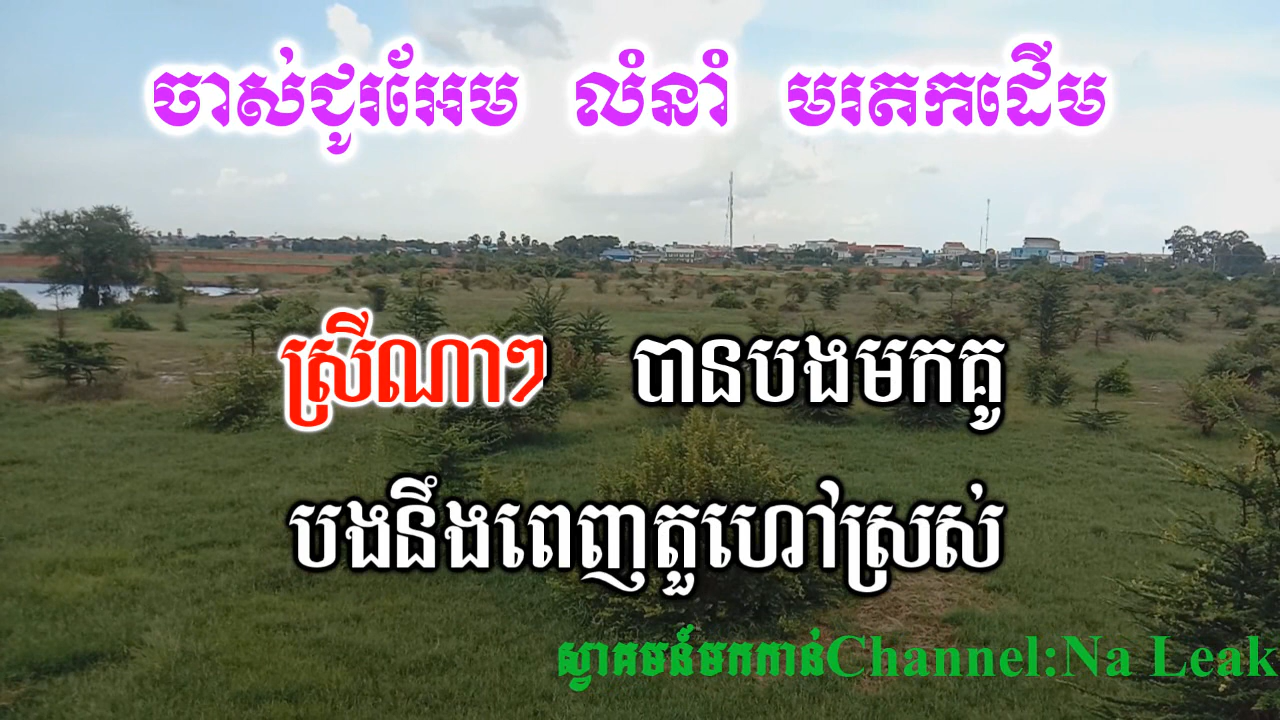 ចាស់ជូរអែម លំនាំ មរតកដើម
ស្រីណាៗ បានបងមកគូ
បងនឹងពេញតួហៅស្រស់
ស្វាគមន៍មកកាន់Channel:Na Leak